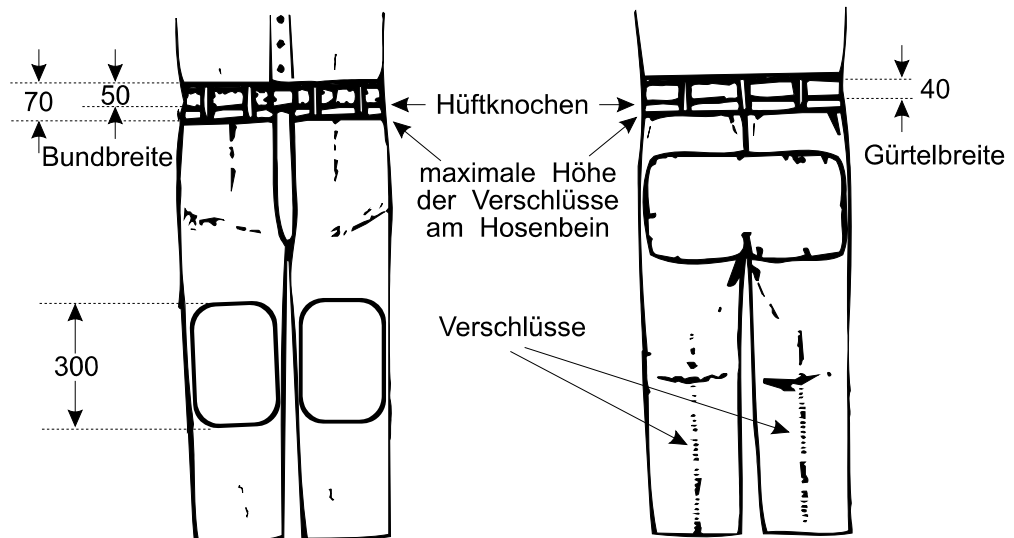 70
50
Bundbreite
300
Hüftknochen
maximale Höhe
der Verschlüsse
am Hosenbein
Verschlüsse
40
Gürtelbreite